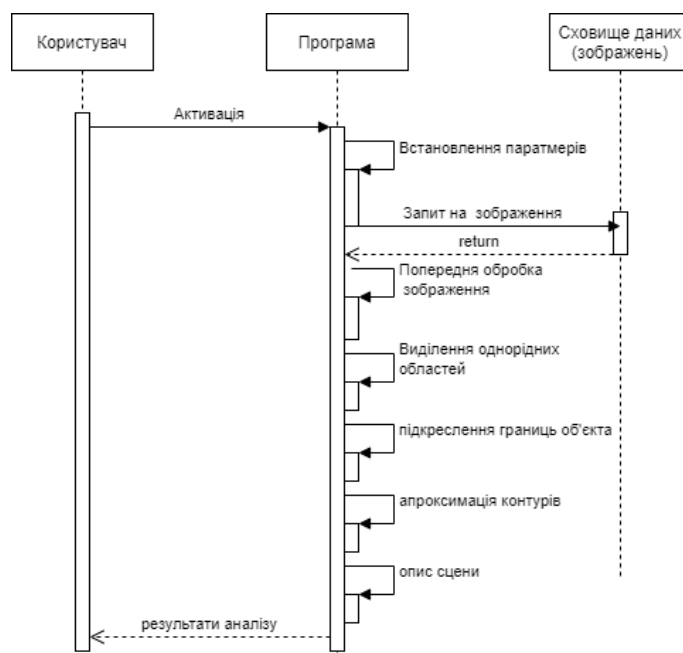 Користувач
Програма
Сховище даних
(зображень)
Активація
Встановлення паратмерів
Запит на зображення
return
Попередня обробка
зображення
Виділення однорідних
областей
підкреслення границь об'єкта
апроксимація контурів
опис сцени
результати аналізу